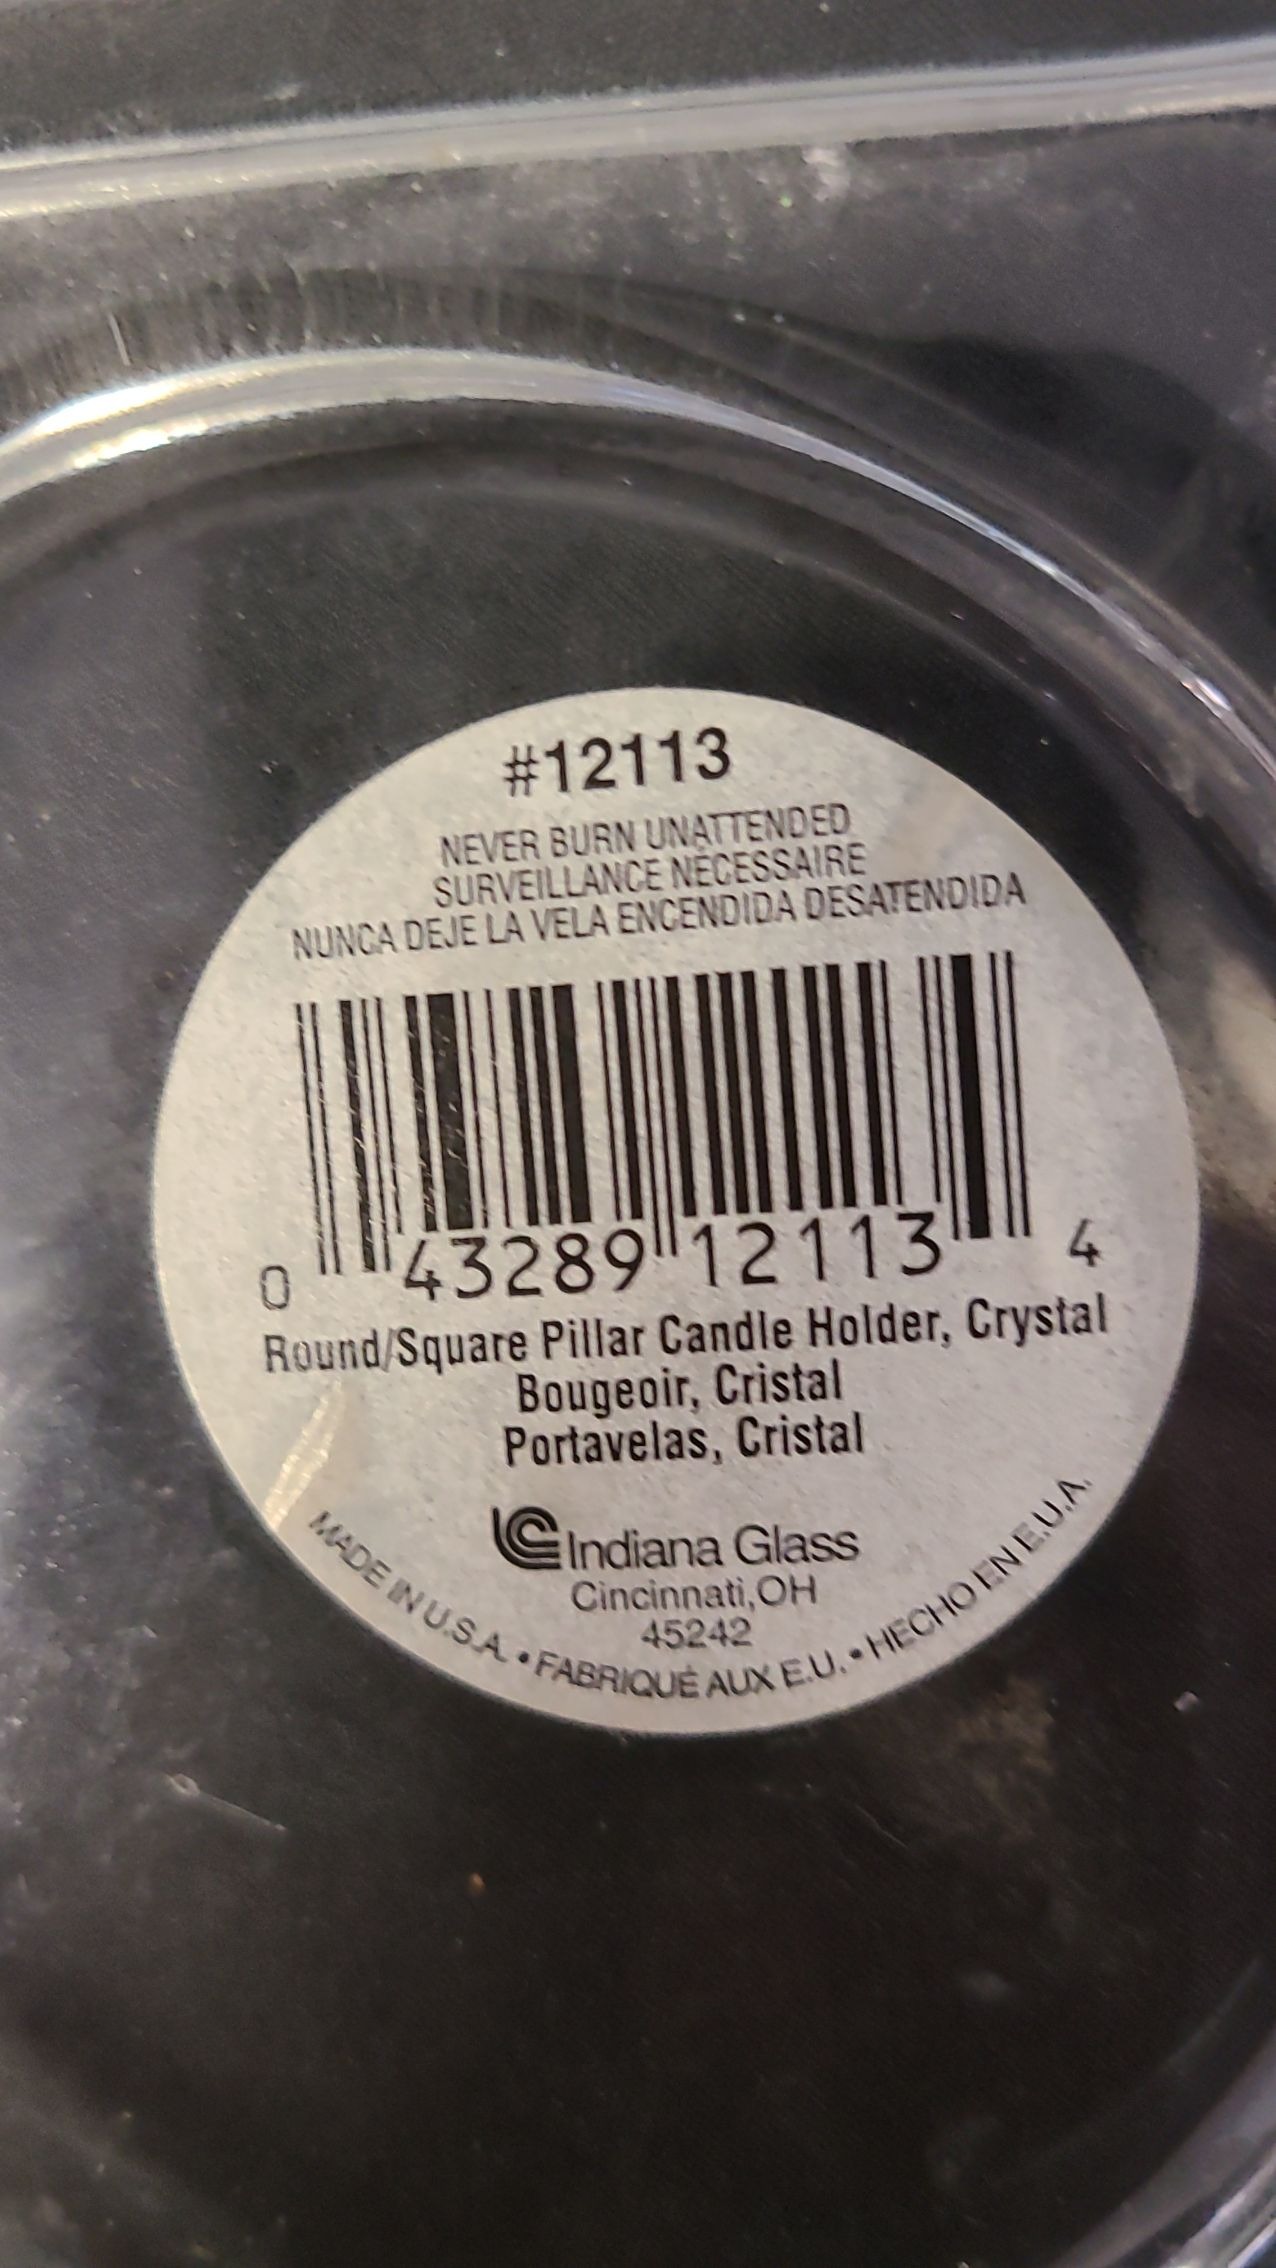 #12113
NEVER BURN UNATTENDED
SURVEILLANCE NÉCESSAIRE
NUNCA DEJE LA VELA ENCENDIDA DESATENDIDA
0 43289 12113 4
Round/Square Pillar Candle Holder, Crystal
Bougeoir, Cristal
Portavelas, Cristal
Indiana Glass
Cincinnati, OH
45242
MADE IN U.S.A. • FABRIQUÉ AUX E.U. • HECHO EN E.U.A.